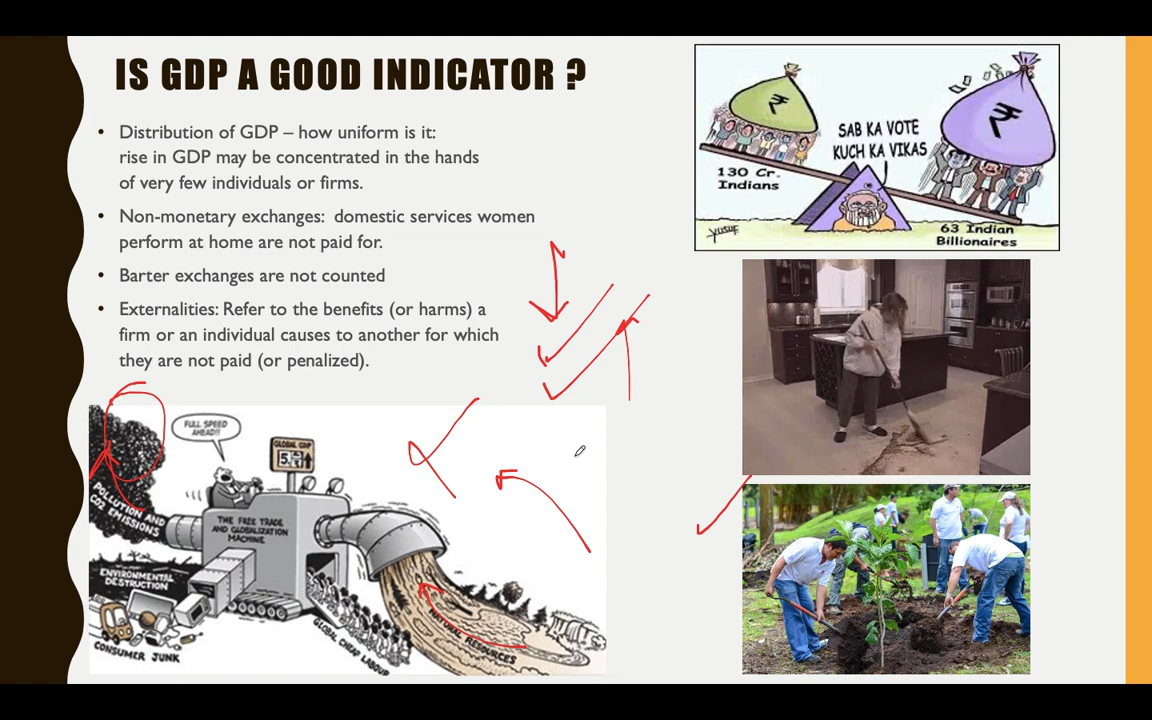 IS GDP A GOOD INDICATOR ?
• Distribution of GDP – how uniform is it:
rise in GDP may be concentrated in the hands
of very few individuals or firms.
• Non-monetary exchanges: domestic services women
perform at home are not paid for.
• Barter exchanges are not counted
• Externalities: Refer to the benefits (or harms) a
firm or an individual causes to another for which
they are not paid (or penalized).
₹
₹
SAB KA VOTE
KUCH KA VIKAS
130 Cr.
Indians
63 Indian
Billionaires
YUSUF
FULL SPEED
AHEAD!!
GLOBAL GDP
POLLUTION AND
CO2 EMISSIONS
THE FREE TRADE
AND GLOBALIZATION
MACHINE
ENVIRONMENTAL
DESTRUCTION
CONSUMER JUNK
GLOBAL CHEAP LABOUR
NATURAL RESOURCES